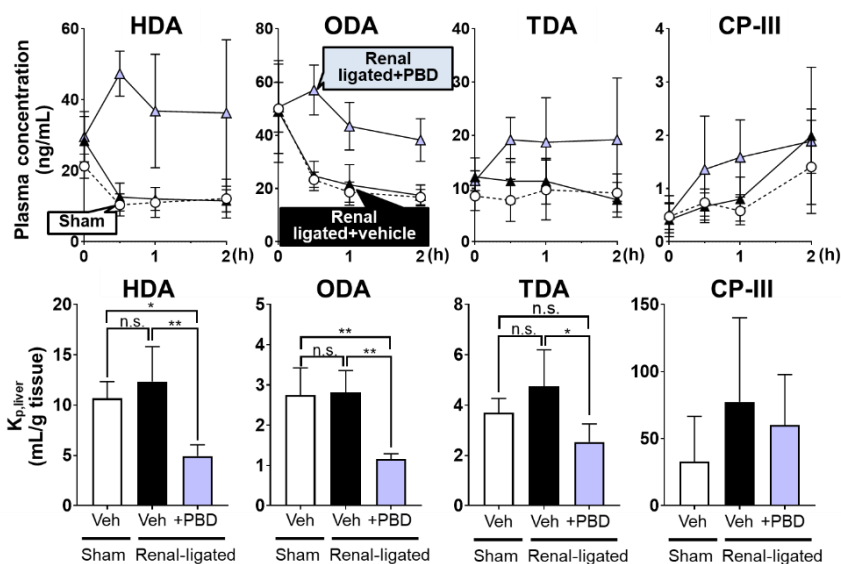 HDA
ODA
TDA
CP-III
Plasma concentration
(ng/mL)
60
40
20
0
0
1
2
(h)
Sham
80
60
40
20
0
0
1
2
(h)
Renal
ligated+PBD
Renal
ligated+vehicle
40
30
20
10
0
0
1
2
(h)
4
3
2
1
0
0
1
2
(h)
HDA
ODA
TDA
CP-III
Kp,liver
(mL/g tissue)
20
15
10
5
0
*
n.s.
**
Veh
Veh
+PBD
Sham
Renal-ligated
5
4
3
2
1
0
**
n.s.
**
Veh
Veh
+PBD
Sham
Renal-ligated
8
6
4
2
0
n.s.
n.s.
*
Veh
Veh
+PBD
Sham
Renal-ligated
150
100
50
0
Veh
Veh
+PBD
Sham
Renal-ligated